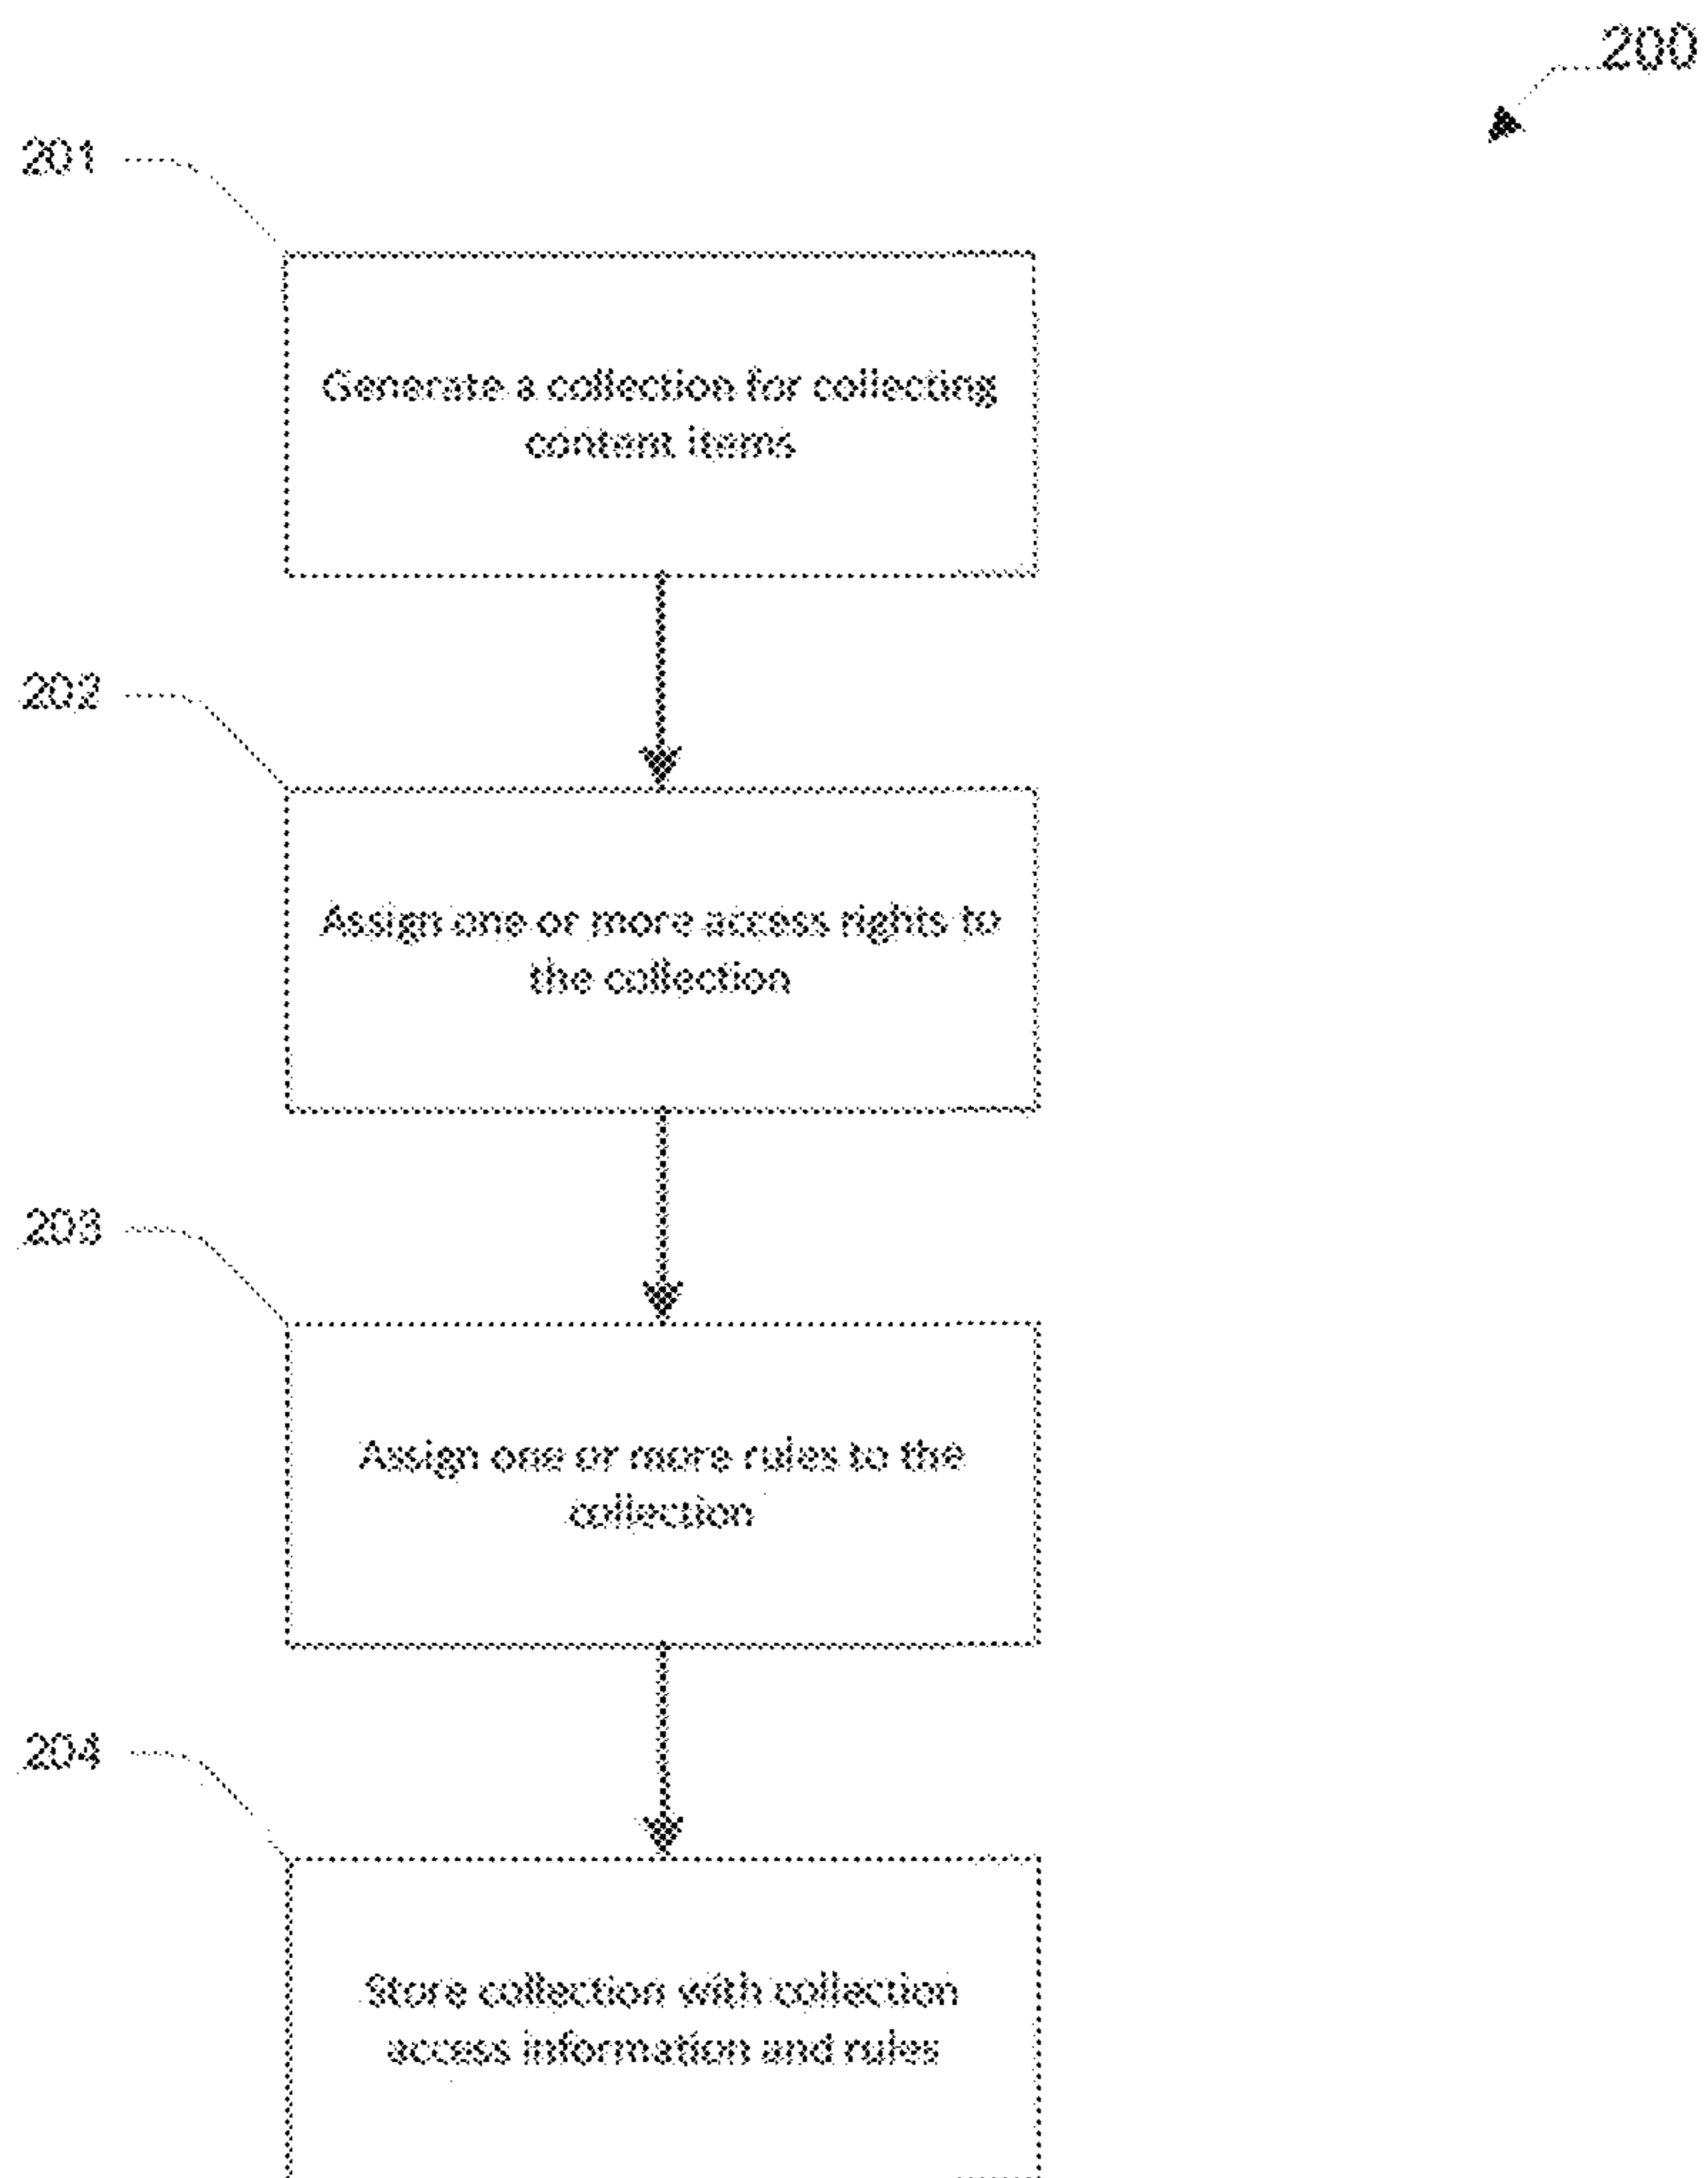 200
201
Generate a collection for collecting
content items
202
Assign one or more access rights to
the collection
203
Assign one or more rules to the
collection
204
Store collection with collection
access information and rules